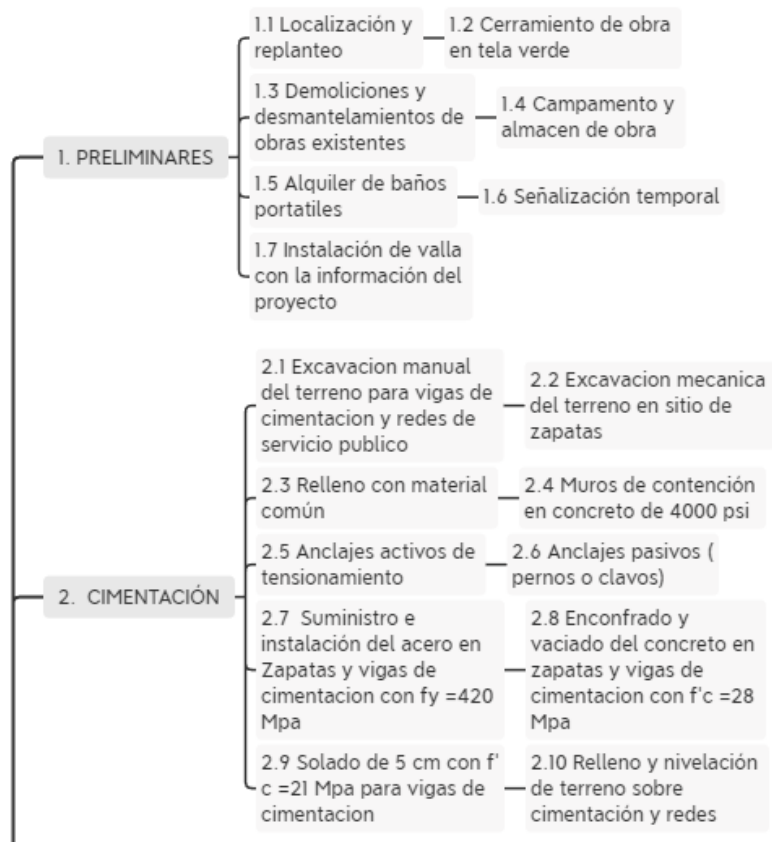 1. PRELIMINARES
1.1 Localización y
replanteo
1.2 Cerramiento de obra
en tela verde
1.3 Demoliciones y
desmantelamientos de
obras existentes
1.4 Campamento y
almacen de obra
1.5 Alquiler de baños
portatiles
1.6 Señalización temporal
1.7 Instalación de valla
con la información del
proyecto
2. CIMENTACIÓN
2.1 Excavacion manual
del terreno para vigas de
cimentacion y redes de
servicio publico
2.2 Excavacion mecanica
del terreno en sitio de
zapatas
2.3 Relleno con material
común
2.4 Muros de contención
en concreto de 4000 psi
2.5 Anclajes activos de
tensionamiento
2.6 Anclajes pasivos (
pernos o clavos)
2.7 Suministro e
instalación del acero en
Zapatas y vigas de
cimentacion con fy =420
Mpa
2.8 Enconfrado y
vaciado del concreto en
zapatas y vigas de
cimentacion con f'c =28
Mpa
2.9 Solado de 5 cm con f'
c =21 Mpa para vigas de
cimentacion
2.10 Relleno y nivelación
de terreno sobre
cimentación y redes